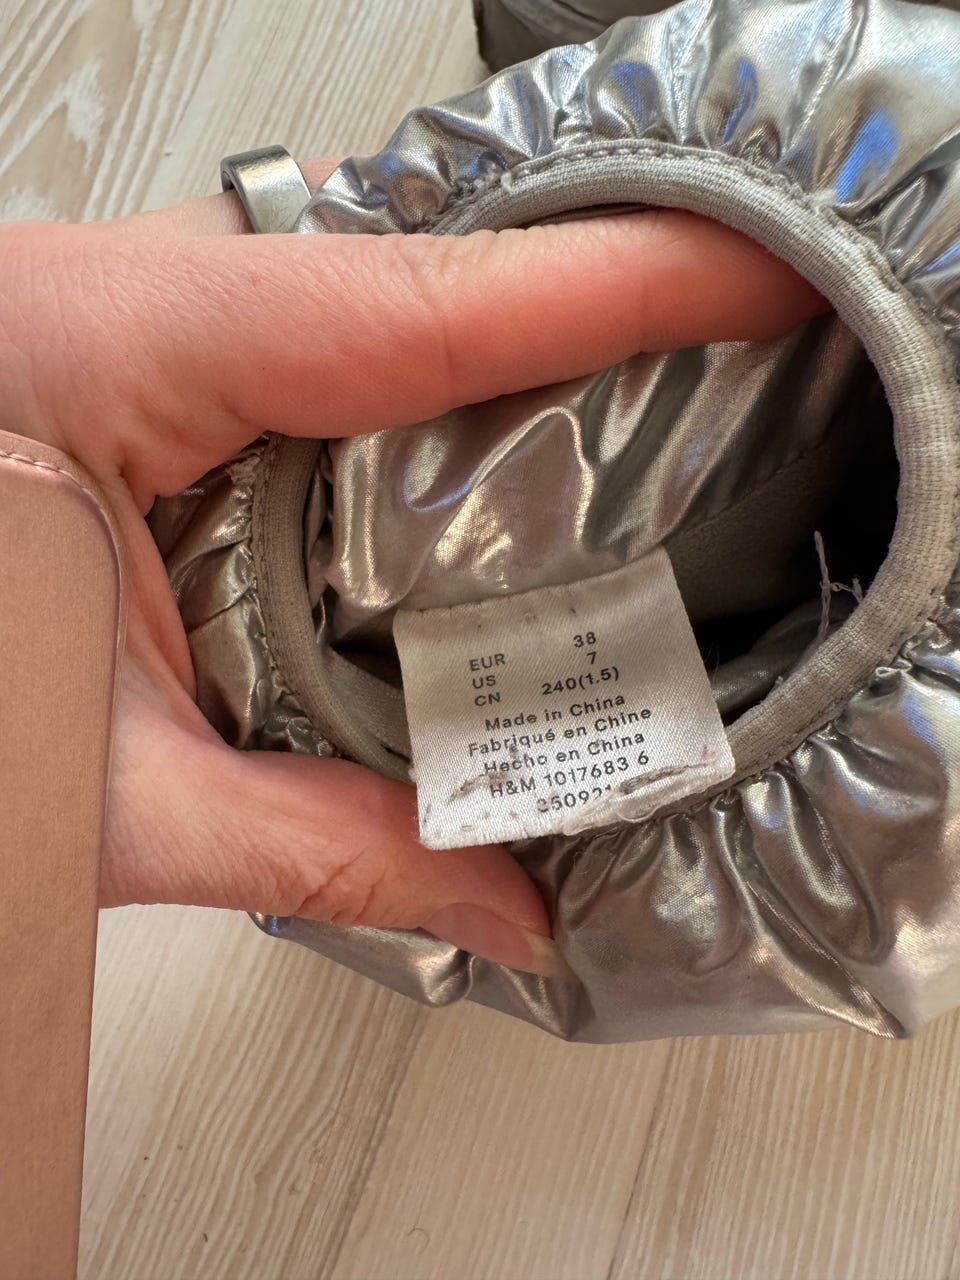 EUR 38
US 7
CN 240(1.5)
Made in China
Fabriqué en Chine
Hecho en China
H&M 1017683 6